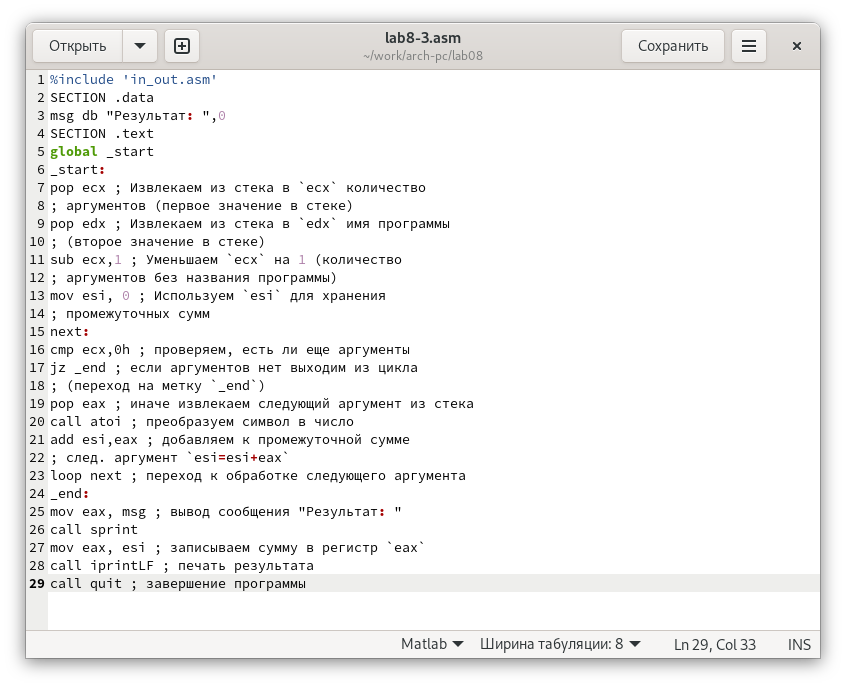 Открыть
lab8-3.asm
~/work/arch-pc/lab08
Сохранить
1 %include 'in_out.asm'
2 SECTION .data
3 msg db "Результат: ",0
4 SECTION .text
5 global _start
6 _start:
7 pop ecx ; Извлекаем из стека в `ecx` количество
8 ; аргументов (первое значение в стеке)
9 pop edx ; Извлекаем из стека в `edx` имя программы
10 ; (второе значение в стеке)
11 sub ecx,1 ; Уменьшаем `ecx` на 1 (количество
12 ; аргументов без названия программы)
13 mov esi, 0 ; Используем `esi` для хранения
14 ; промежуточных сумм
15 next:
16 cmp ecx,0h ; проверяем, есть ли еще аргументы
17 jz _end ; если аргументов нет выходим из цикла
18 ; (переход на метку `_end`)
19 pop eax ; иначе извлекаем следующий аргумент из стека
20 call atoi ; преобразуем символ в число
21 add esi,eax ; добавляем к промежуточной сумме
22 ; след. аргумент `esi=esi+eax`
23 loop next ; переход к обработке следующего аргумента
24 _end:
25 mov eax, msg ; вывод сообщения "Результат: "
26 call sprint
27 mov eax, esi ; записываем сумму в регистр `eax`
28 call iprintLF ; печать результата
29 call quit ; завершение программы
Matlab Ширина табуляции: 8 Ln 29, Col 33 INS